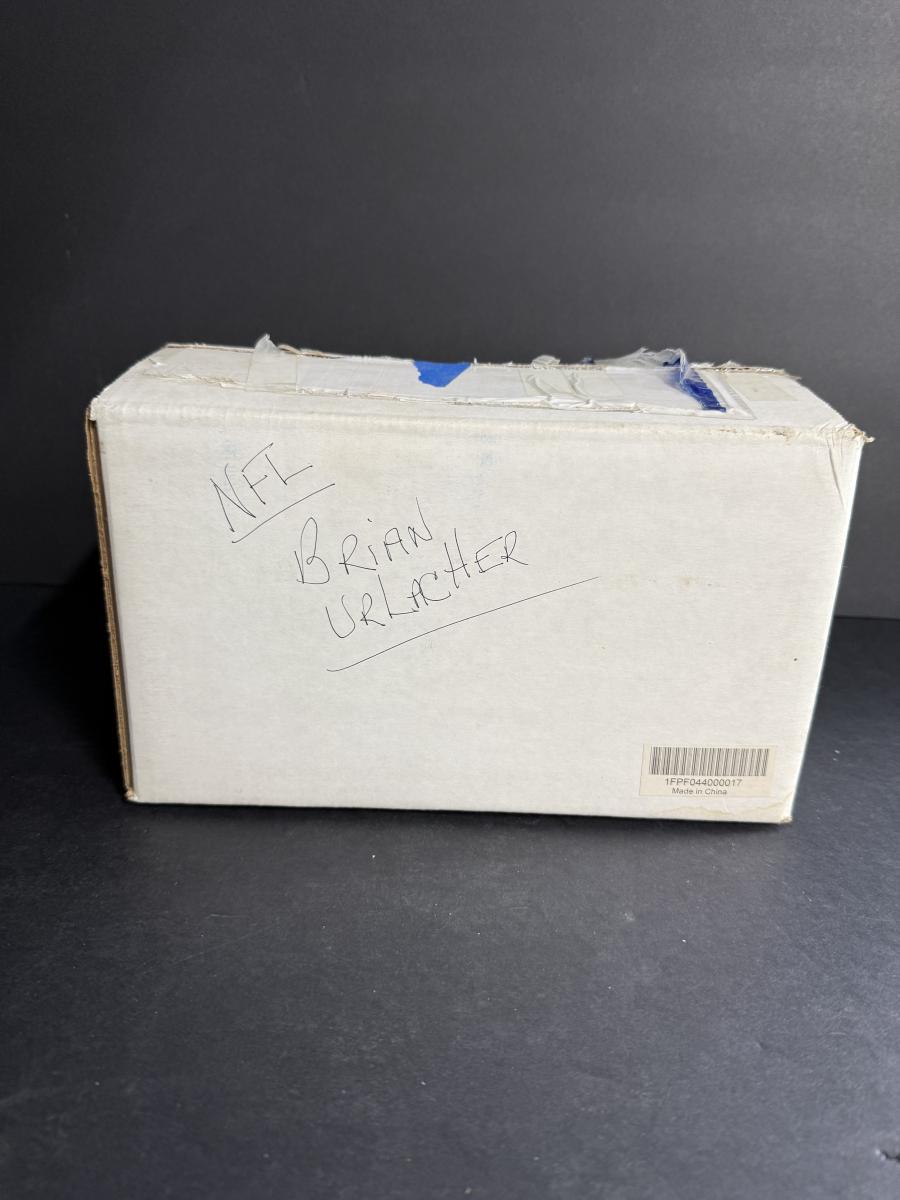 NFL
BRiAN
URLACHER
1FPF044000017
Made in China